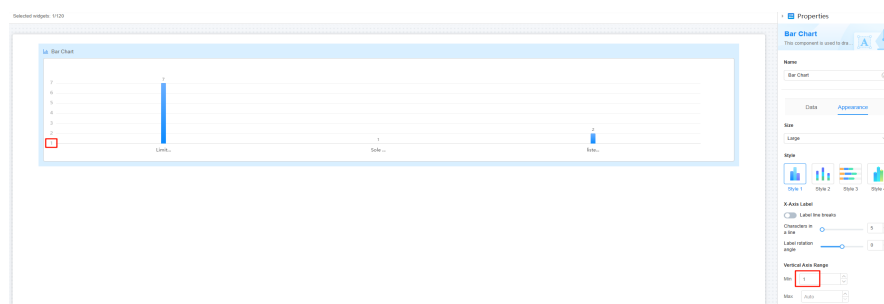 Selected widgets: 1/120
Properties
Bar Chart
This component is used to dra...
Name
Bar Chart
Data Appearance
Size
Large
Style
Style 1 Style 2 Style 3 Style
X-Axis Label
Label line breaks
Characters in a line 5
Label rotation angle 0
Vertical Axis Range
Min 1
Max Auto
Bar Chart
7
6
5
4
3
2
1
7
1
2
Limit...
Sole ...
liste...